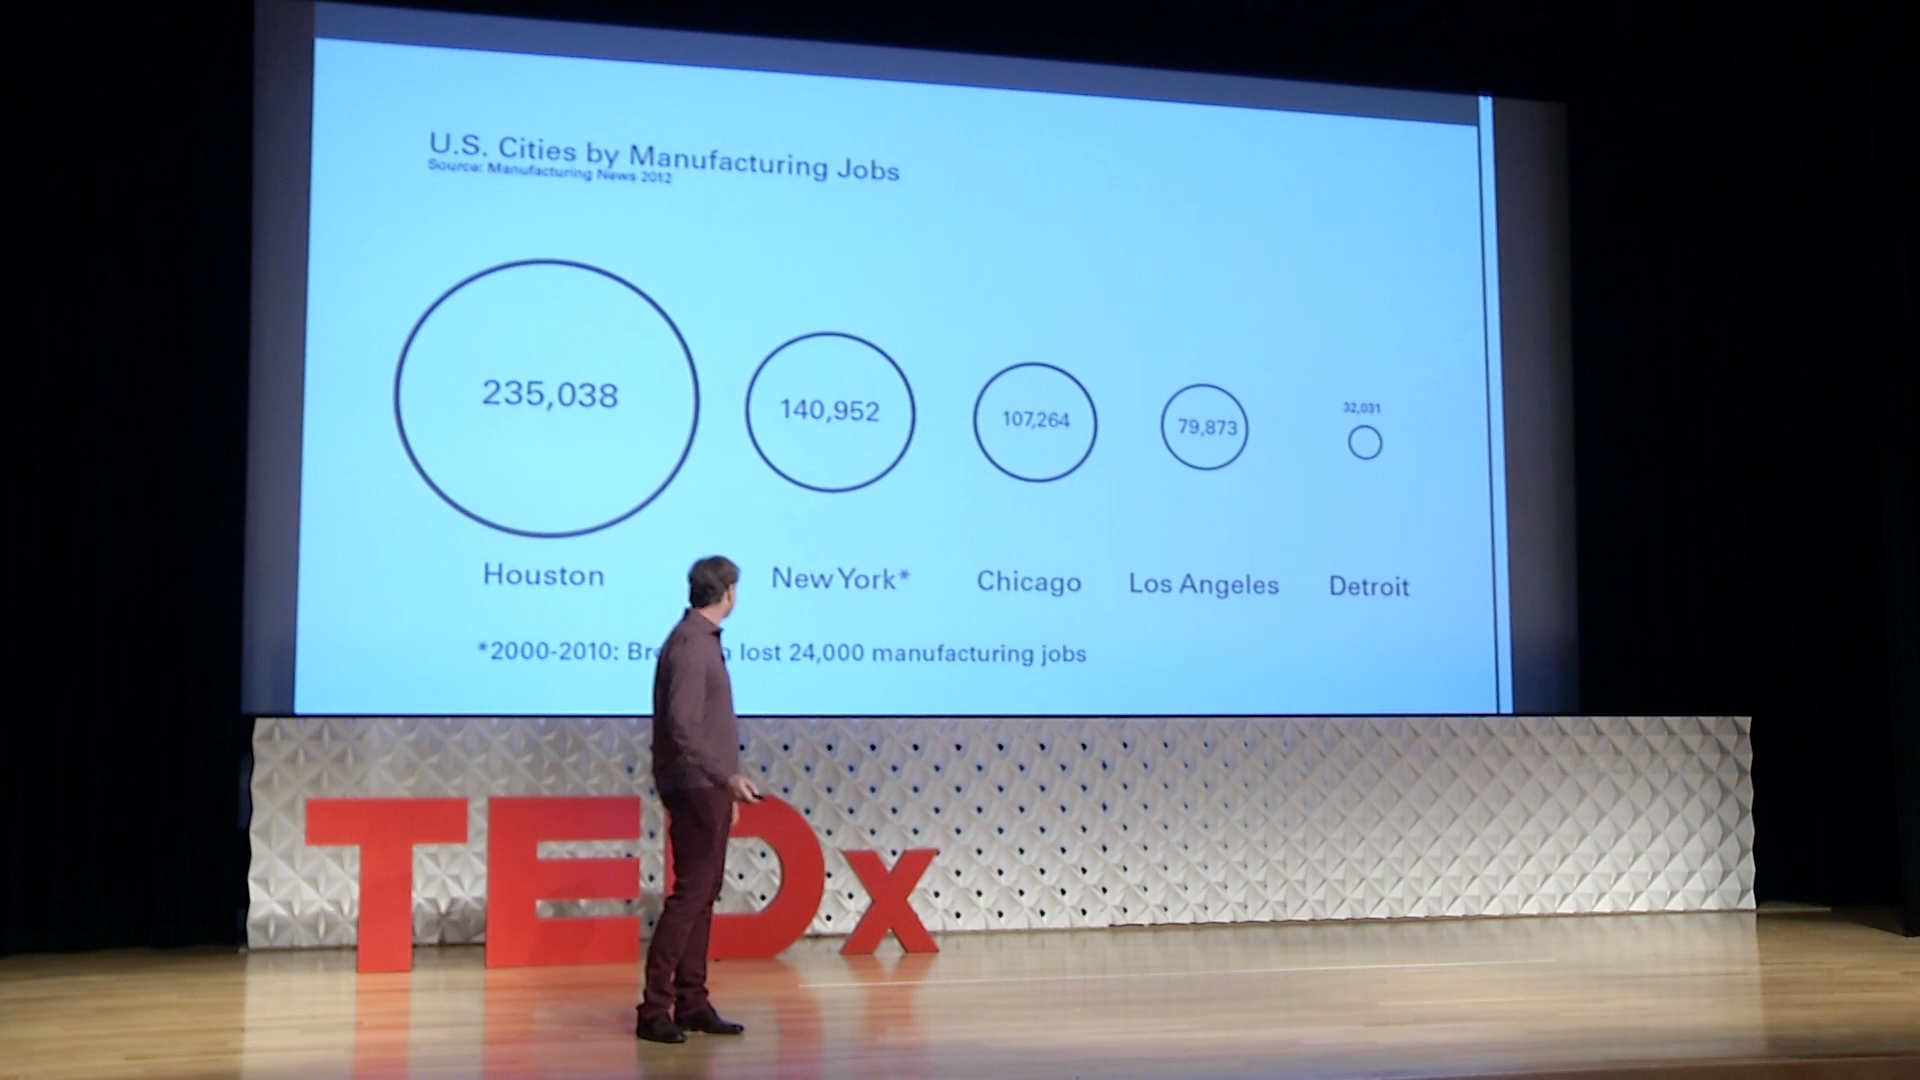 U.S. Cities by Manufacturing Jobs
Source: Manufacturing News 2012
235,038
140,952
107,264
79,873
32,031
Houston
New York*
Chicago
Los Angeles
Detroit
*2000-2010: lost 24,000 manufacturing jobs
TEDx